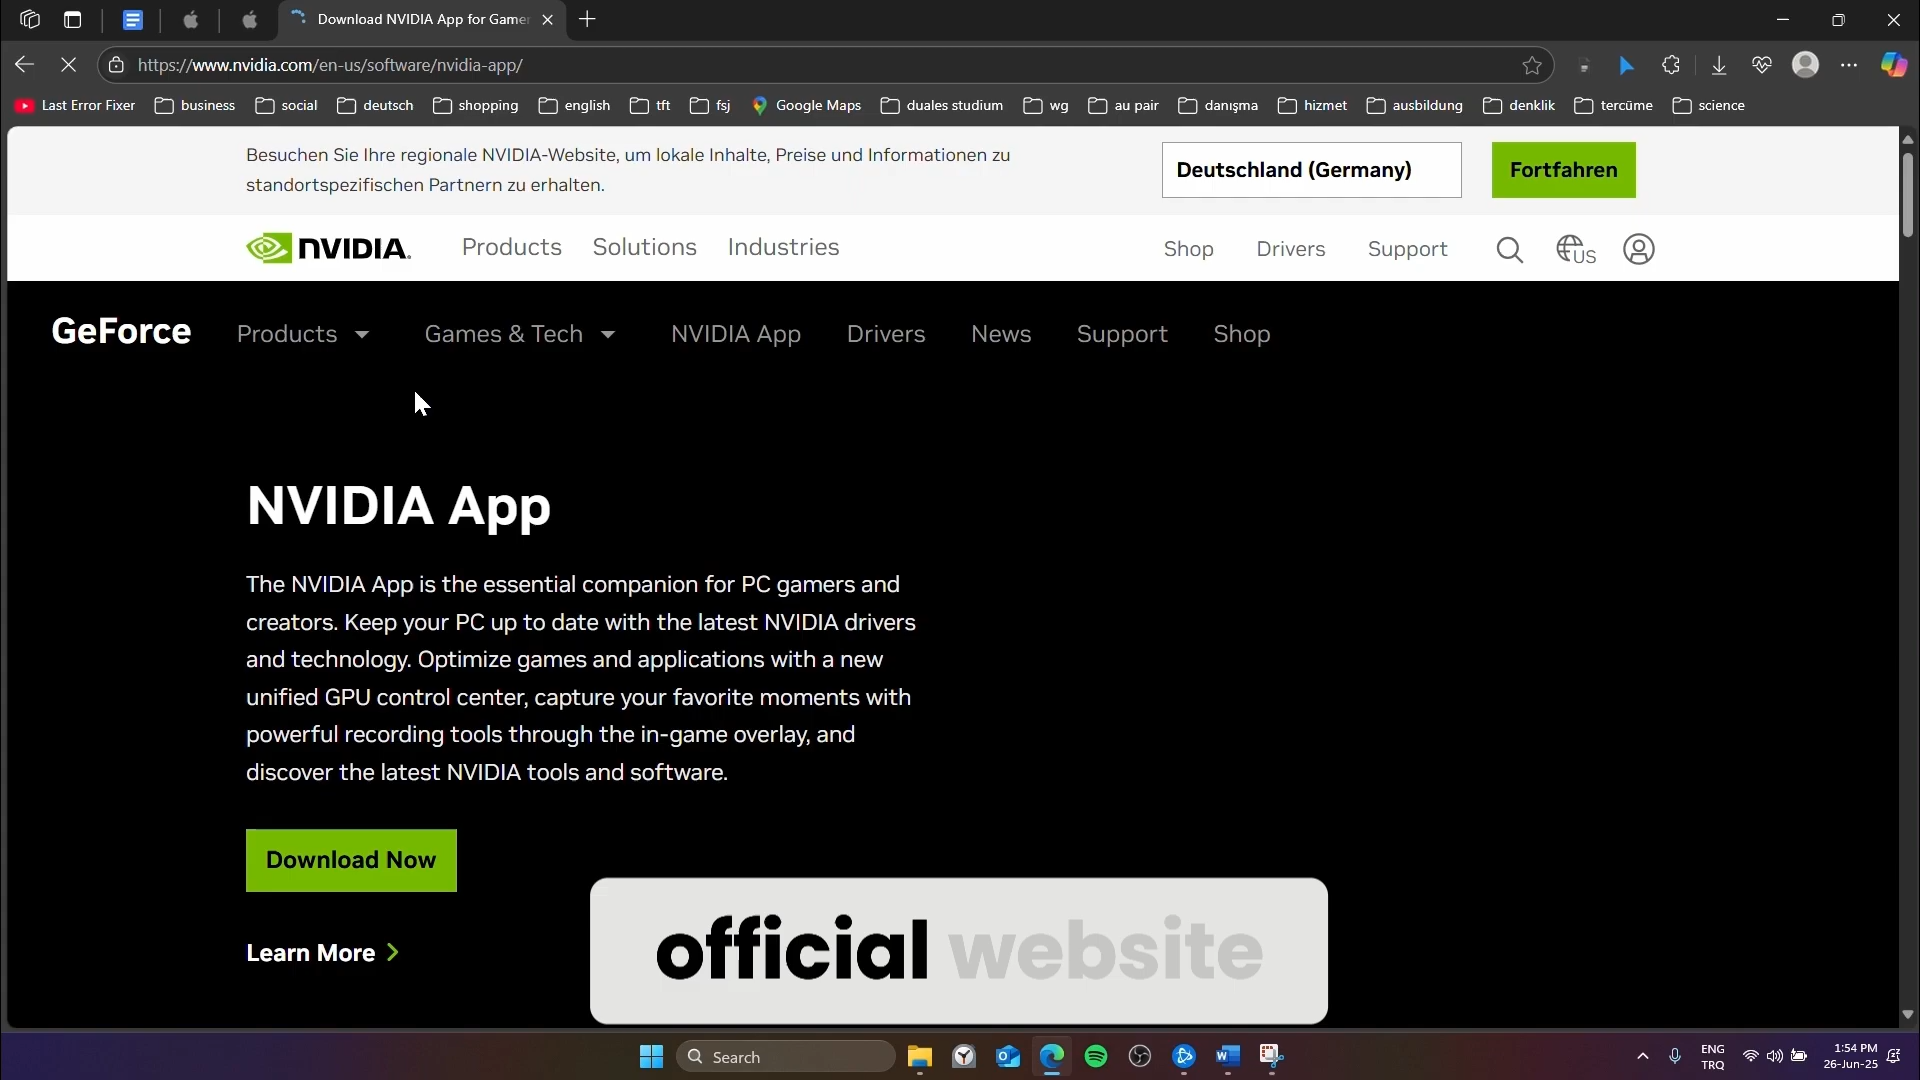 Download NVIDIA App for Gamer
https://www.nvidia.com/en-us/software/nvidia-app/
Last Error Fixer business social deutsch shopping english tft fsj Google Maps duales studium wg au pair danışma hizmet ausbildung denklik tercüme science
Besuchen Sie Ihre regionale NVIDIA-Website, um lokale Inhalte, Preise und Informationen zu
standortspezifischen Partnern zu erhalten.
Deutschland (Germany)
Fortfahren
NVIDIA. Products Solutions Industries Shop Drivers Support US
GeForce Products Games & Tech NVIDIA App Drivers News Support Shop
NVIDIA App
The NVIDIA App is the essential companion for PC gamers and
creators. Keep your PC up to date with the latest NVIDIA drivers
and technology. Optimize games and applications with a new
unified GPU control center, capture your favorite moments with
powerful recording tools through the in-game overlay, and
discover the latest NVIDIA tools and software.
Download Now
Learn More
official website
Search
ENG
TRQ
1:54 PM
26-Jun-25